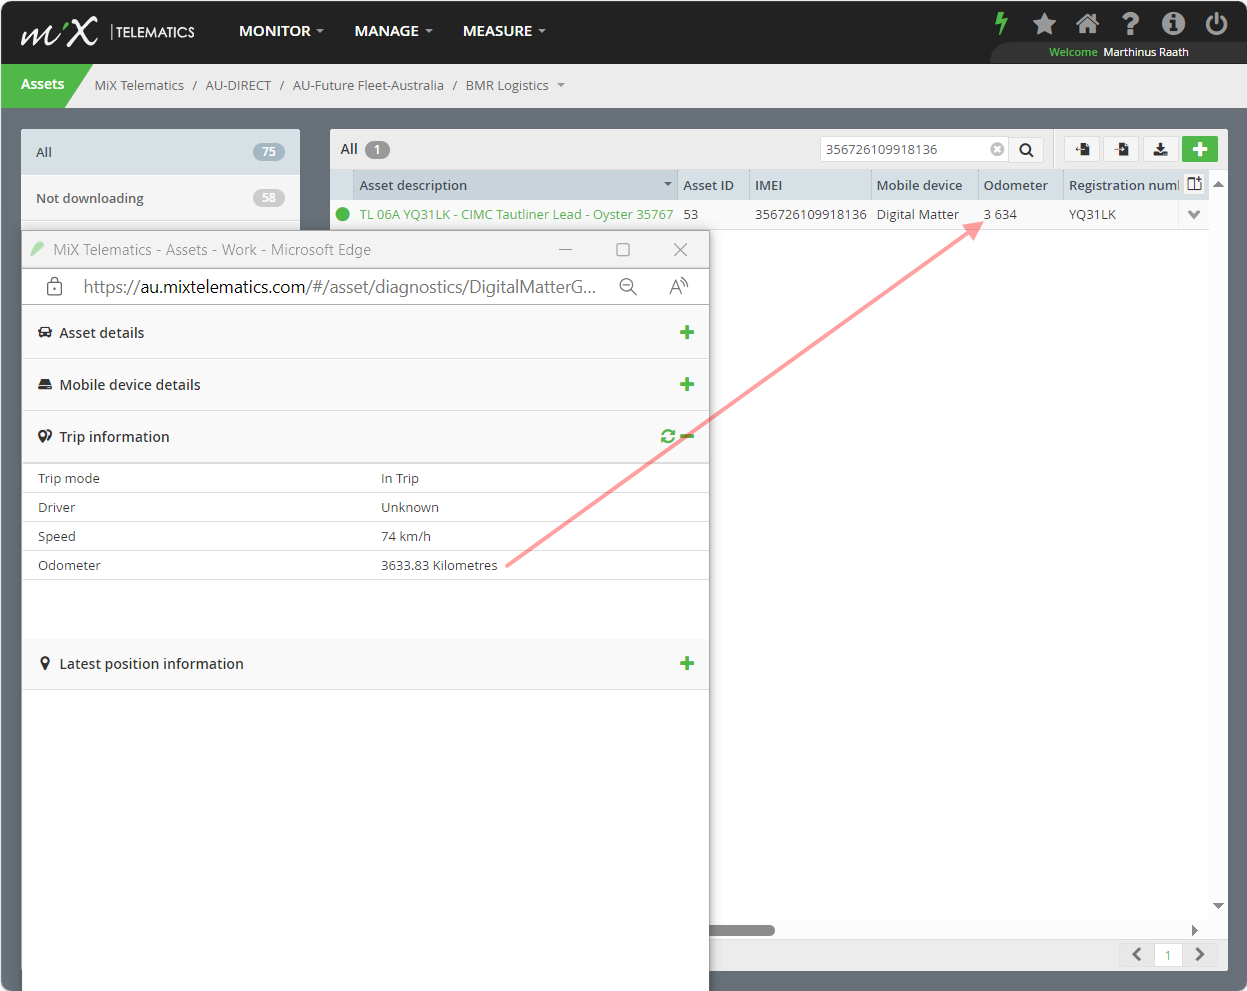 mi'X TELEMATICS MONITOR MANAGE MEASURE
Welcome Marthinus Raath
Assets MiX Telematics / AU-DIRECT / AU-Future Fleet-Australia / BMR Logistics
All 75
Not downloading 58
All 1 356726109918136
Asset description Asset ID IMEI Mobile device Odometer Registration num
TL 06A YQ31LK - CIMC Tautliner Lead - Oyster 35767 53 356726109918136 Digital Matter 3 634 YQ31LK
MiX Telematics - Assets - Work - Microsoft Edge
https://au.mixtelematics.com/#/asset/diagnostics/DigitalMatterG...
Asset details
Mobile device details
Trip information
Trip mode In Trip
Driver Unknown
Speed 74 km/h
Odometer 3633.83 Kilometres
Latest position information
1